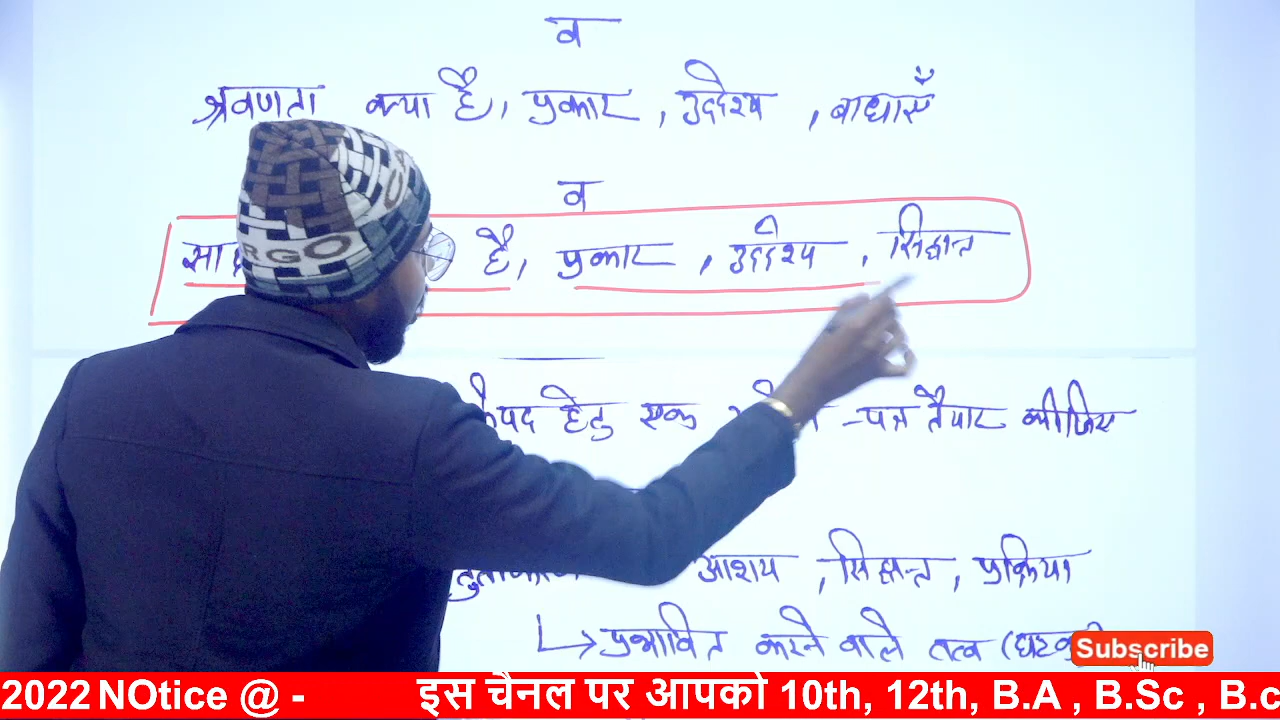 व
श्रवणता क्या है, प्रकार, उद्देश्य, बाधाएँ
व
है, प्रकार, उद्देश्य, सिद्धान्त
हेतु एक -पत्र तैयार कीजिए
आशय, सिद्धान्त, प्रक्रिया
↳ प्रभावित करने वाले तत्व
Subscribe
2022 NOtice @ - इस चैनल पर आपको 10th, 12th, B.A , B.Sc , B.c
RGO